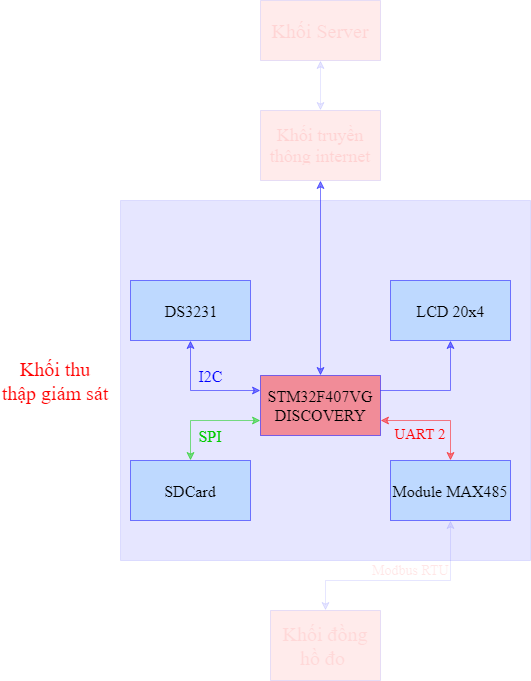 Khối Server
Khối truyền
thông internet
DS3231
LCD 20x4
Khối thu
thập giám sát
I2C
STM32F407VG
DISCOVERY
SPI
UART 2
SDCard
Module MAX485
Modbus RTU
Khối đồng
hồ đo